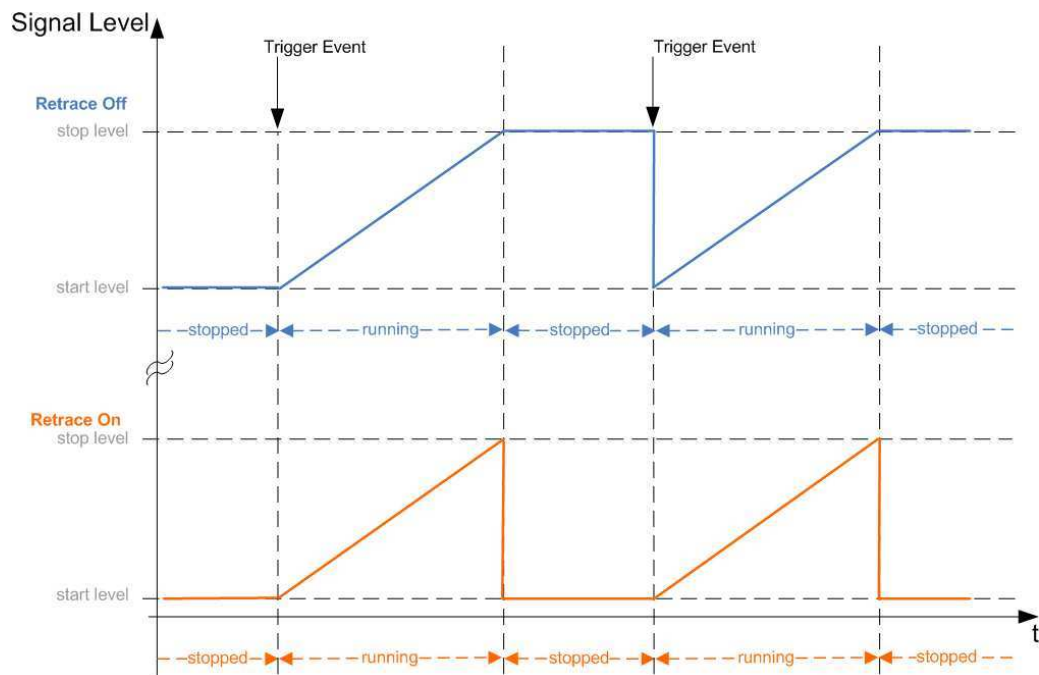 Signal Level
Trigger Event
Trigger Event
Retrace Off
stop level
start level
stopped running stopped running stopped
Retrace On
stop level
start level
t
stopped running stopped running stopped